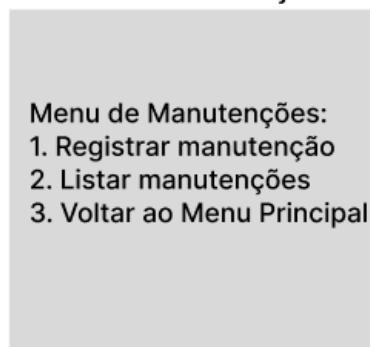 Menu de Manutenções:
1. Registrar manutenção
2. Listar manutenções
3. Voltar ao Menu Principal